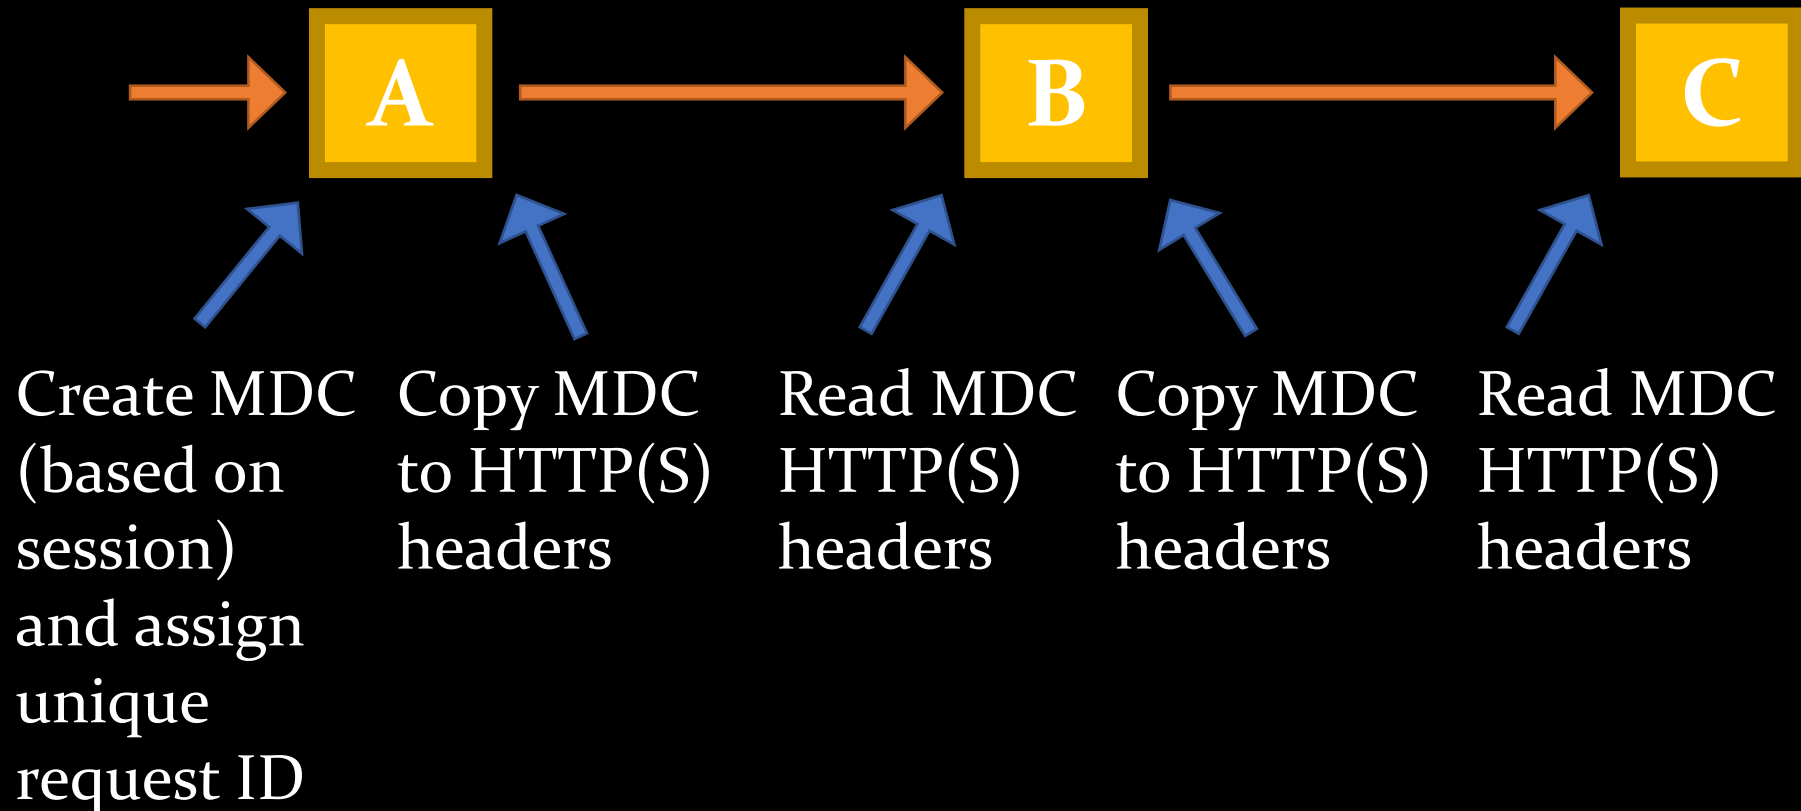 A
B
C
Create MDC
(based on
session)
and assign
unique
request ID
Copy MDC
to HTTP(S)
headers
Read MDC
HTTP(S)
headers
Copy MDC
to HTTP(S)
headers
Read MDC
HTTP(S)
headers